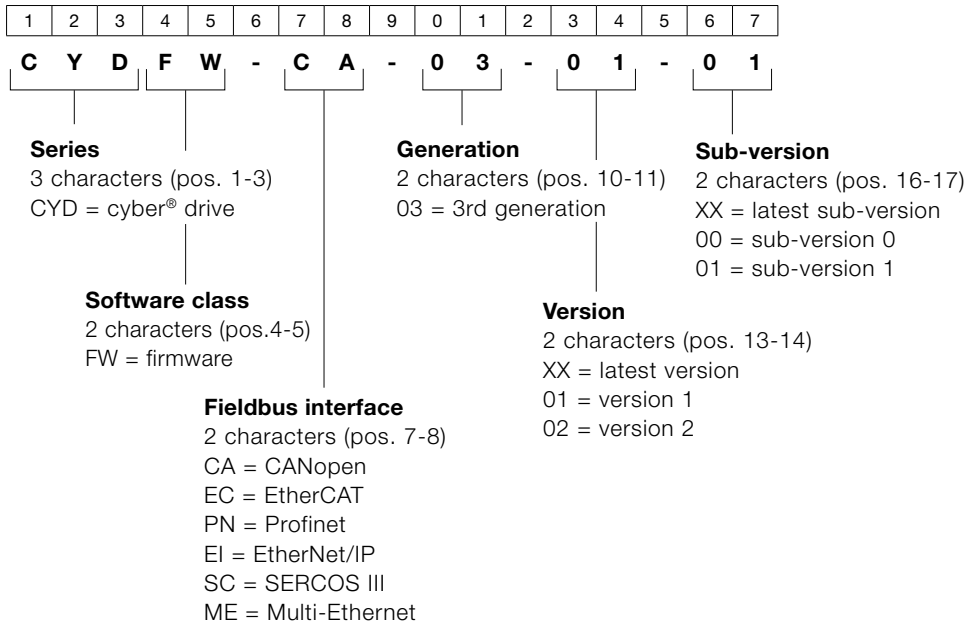 1 2 3 4 5 6 7 8 9 0 1 2 3 4 5 6 7
C Y D F W - C A - 0 3 - 0 1 - 0 1
Series
3 characters (pos. 1-3)
CYD = cyber® drive
Software class
2 characters (pos.4-5)
FW = firmware
Fieldbus interface
2 characters (pos. 7-8)
CA = CANopen
EC = EtherCAT
PN = Profinet
EI = EtherNet/IP
SC = SERCOS III
ME = Multi-Ethernet
Generation
2 characters (pos. 10-11)
03 = 3rd generation
Version
2 characters (pos. 13-14)
XX = latest version
01 = version 1
02 = version 2
Sub-version
2 characters (pos. 16-17)
XX = latest sub-version
00 = sub-version 0
01 = sub-version 1